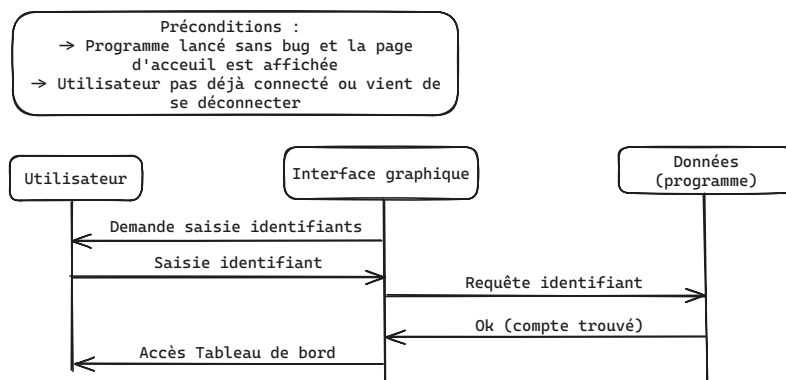 Préconditions :
→ Programme lancé sans bug et la page
d'acceuil est affichée
→ Utilisateur pas déjà connecté ou vient de
se déconnecter
Utilisateur
Interface graphique
Données
(programme)
Demande saisie identifiants
Saisie identifiant
Requête identifiant
Ok (compte trouvé)
Accès Tableau de bord